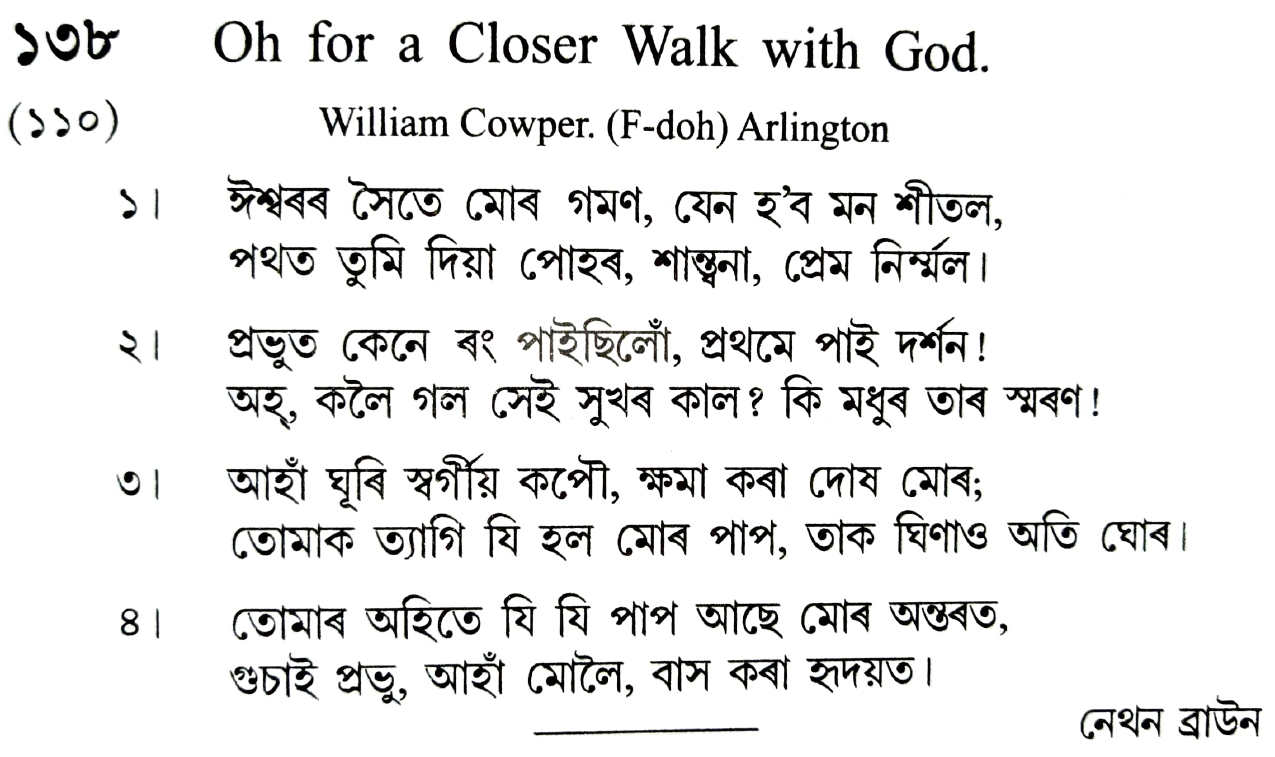 ১৩৮ Oh for a Closer Walk with God.
(১১০) William Cowper. (F-doh) Arlington
১। ঈশ্বৰৰ সৈতে মোৰ গমণ, যেন হ'ব মন শীতল,
পথত তুমি দিয়া পোহৰ, শান্ত্বনা, প্ৰেম নিৰ্ম্মল।
২। প্ৰভুত কেনে ৰং পাইছিলোঁ, প্ৰথমে পাই দৰ্শন!
অহ্, কলৈ গল সেই সুখৰ কাল? কি মধুৰ তাৰ স্মৰণ!
৩। আহাঁ ঘূৰি স্বৰ্গীয় কপৌ, ক্ষমা কৰা দোষ মোৰ;
তোমাক ত্যাগি যি হল মোৰ পাপ, তাক ঘিণাও অতি ঘোৰ।
৪। তোমাৰ অহিতে যি যি পাপ আছে মোৰ অন্তৰত,
গুচাই প্ৰভু, আহাঁ মোলৈ, বাস কৰা হৃদয়ত।
নেথন ব্ৰাউন